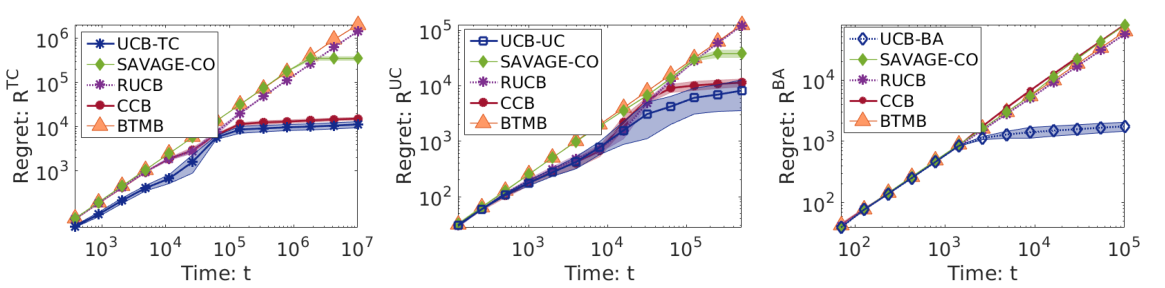 Regret: R^TC
10^6
10^5
10^4
10^3
UCB-TC
SAVAGE-CO
RUCB
CCB
BTMB
10^3 10^4 10^5 10^6 10^7
Time: t
Regret: R^UC
10^5
10^4
10^3
10^2
UCB-UC
SAVAGE-CO
RUCB
CCB
BTMB
10^3 10^4 10^5
Time: t
Regret: R^BA
10^4
10^3
10^2
UCB-BA
SAVAGE-CO
RUCB
CCB
BTMB
10^2 10^3 10^4 10^5
Time: t